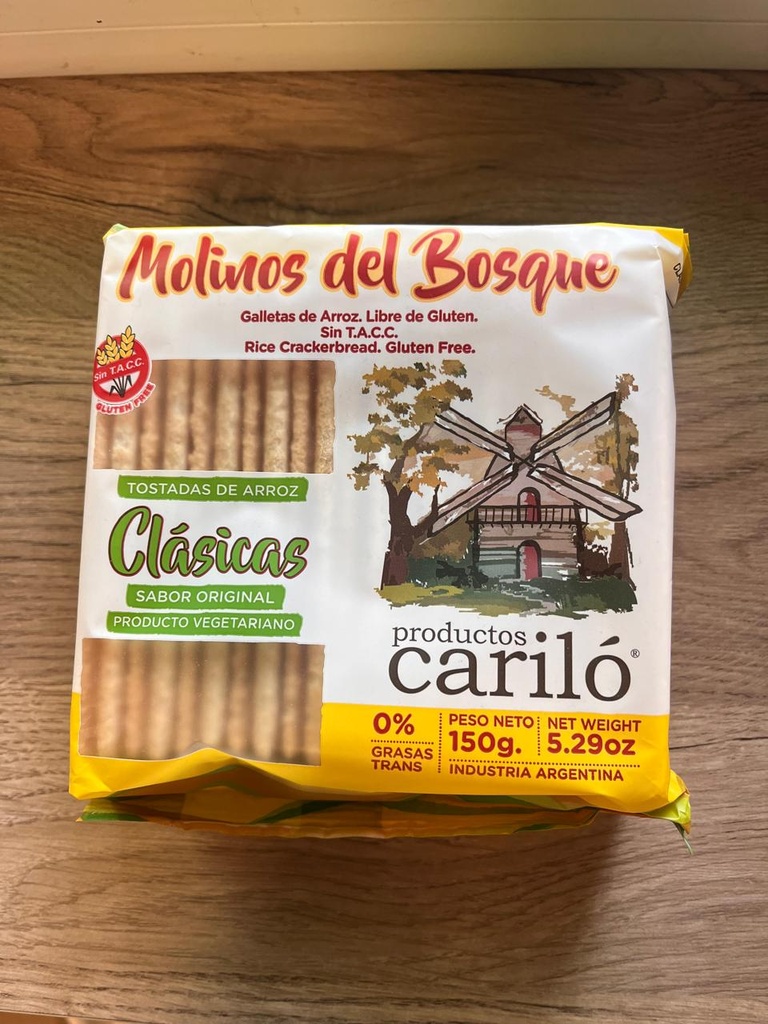 Molinos del Bosque
Galletas de Arroz. Libre de Gluten.
Sin T.A.C.C.
Rice Crackerbread. Gluten Free.
Sin T.A.C.C.
GLUTEN FREE
TOSTADAS DE ARROZ
Clásicas
SABOR ORIGINAL
PRODUCTO VEGETARIANO
productos
cariló®
0%
GRASAS
TRANS
PESO NETO
150g.
NET WEIGHT
5.29oz
INDUSTRIA ARGENTINA